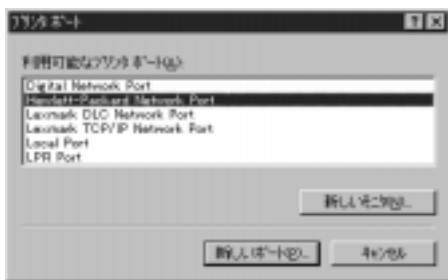 プリンタ ポート
利用可能なプリンタ ポート(A):
Digital Network Port
Hewlett-Packard Network Port
Lexmark DLC Network Port
Lexmark TCP/IP Network Port
Local Port
LPR Port
新しいモニタ(M)...
新しいポート(P)...
キャンセル